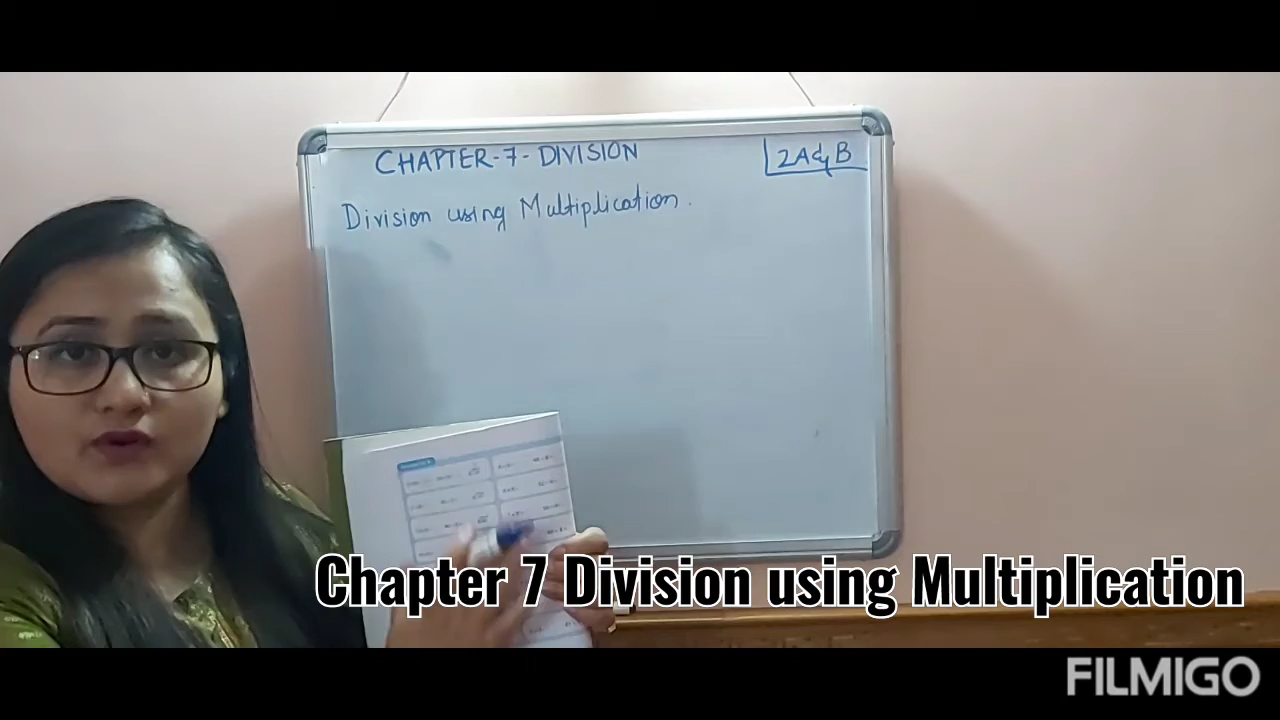 CHAPTER-7-DIVISION
2A & B
Division using Multiplication.
Chapter 7 Division using Multiplication
FILMIGO